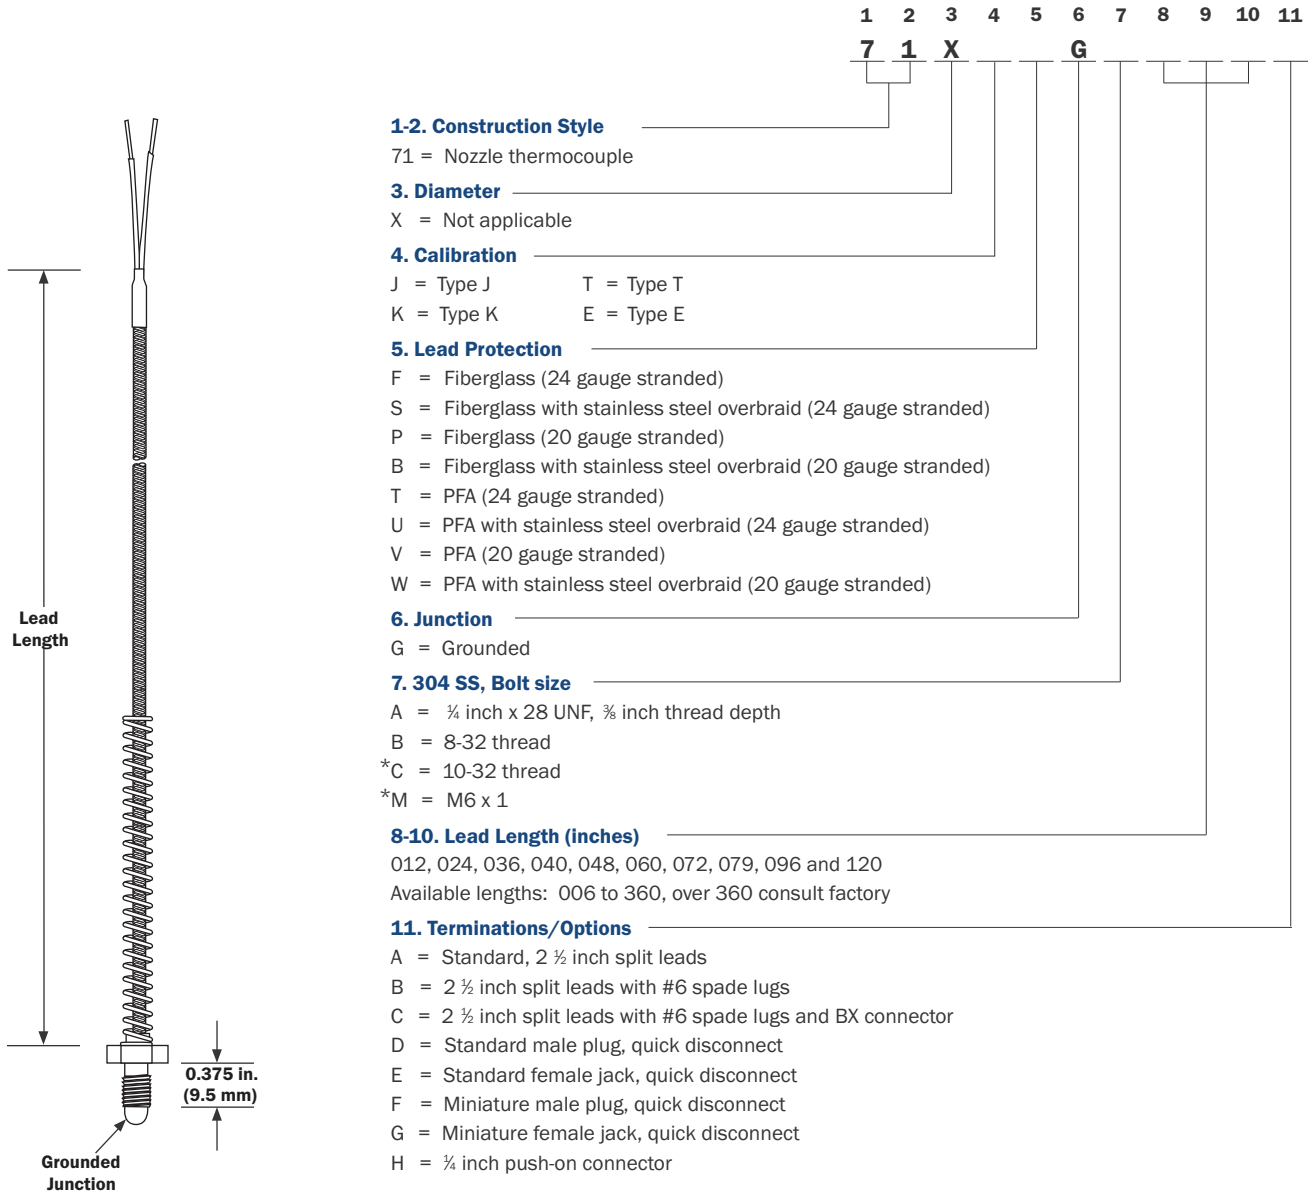 1 2 3 4 5 6 7 8 9 10 11
7 1 X G
1-2. Construction Style
71 = Nozzle thermocouple
3. Diameter
X = Not applicable
4. Calibration
J = Type J T = Type T
K = Type K E = Type E
5. Lead Protection
F = Fiberglass (24 gauge stranded)
S = Fiberglass with stainless steel overbraid (24 gauge stranded)
P = Fiberglass (20 gauge stranded)
B = Fiberglass with stainless steel overbraid (20 gauge stranded)
T = PFA (24 gauge stranded)
U = PFA with stainless steel overbraid (24 gauge stranded)
V = PFA (20 gauge stranded)
W = PFA with stainless steel overbraid (20 gauge stranded)
6. Junction
G = Grounded
7. 304 SS, Bolt size
A = ¼ inch x 28 UNF, ⅜ inch thread depth
B = 8-32 thread
*C = 10-32 thread
*M = M6 x 1
8-10. Lead Length (inches)
012, 024, 036, 040, 048, 060, 072, 079, 096 and 120
Available lengths: 006 to 360, over 360 consult factory
11. Terminations/Options
A = Standard, 2 ½ inch split leads
B = 2 ½ inch split leads with #6 spade lugs
C = 2 ½ inch split leads with #6 spade lugs and BX connector
D = Standard male plug, quick disconnect
E = Standard female jack, quick disconnect
F = Miniature male plug, quick disconnect
G = Miniature female jack, quick disconnect
H = ¼ inch push-on connector
Lead
Length
0.375 in.
(9.5 mm)
Grounded
Junction